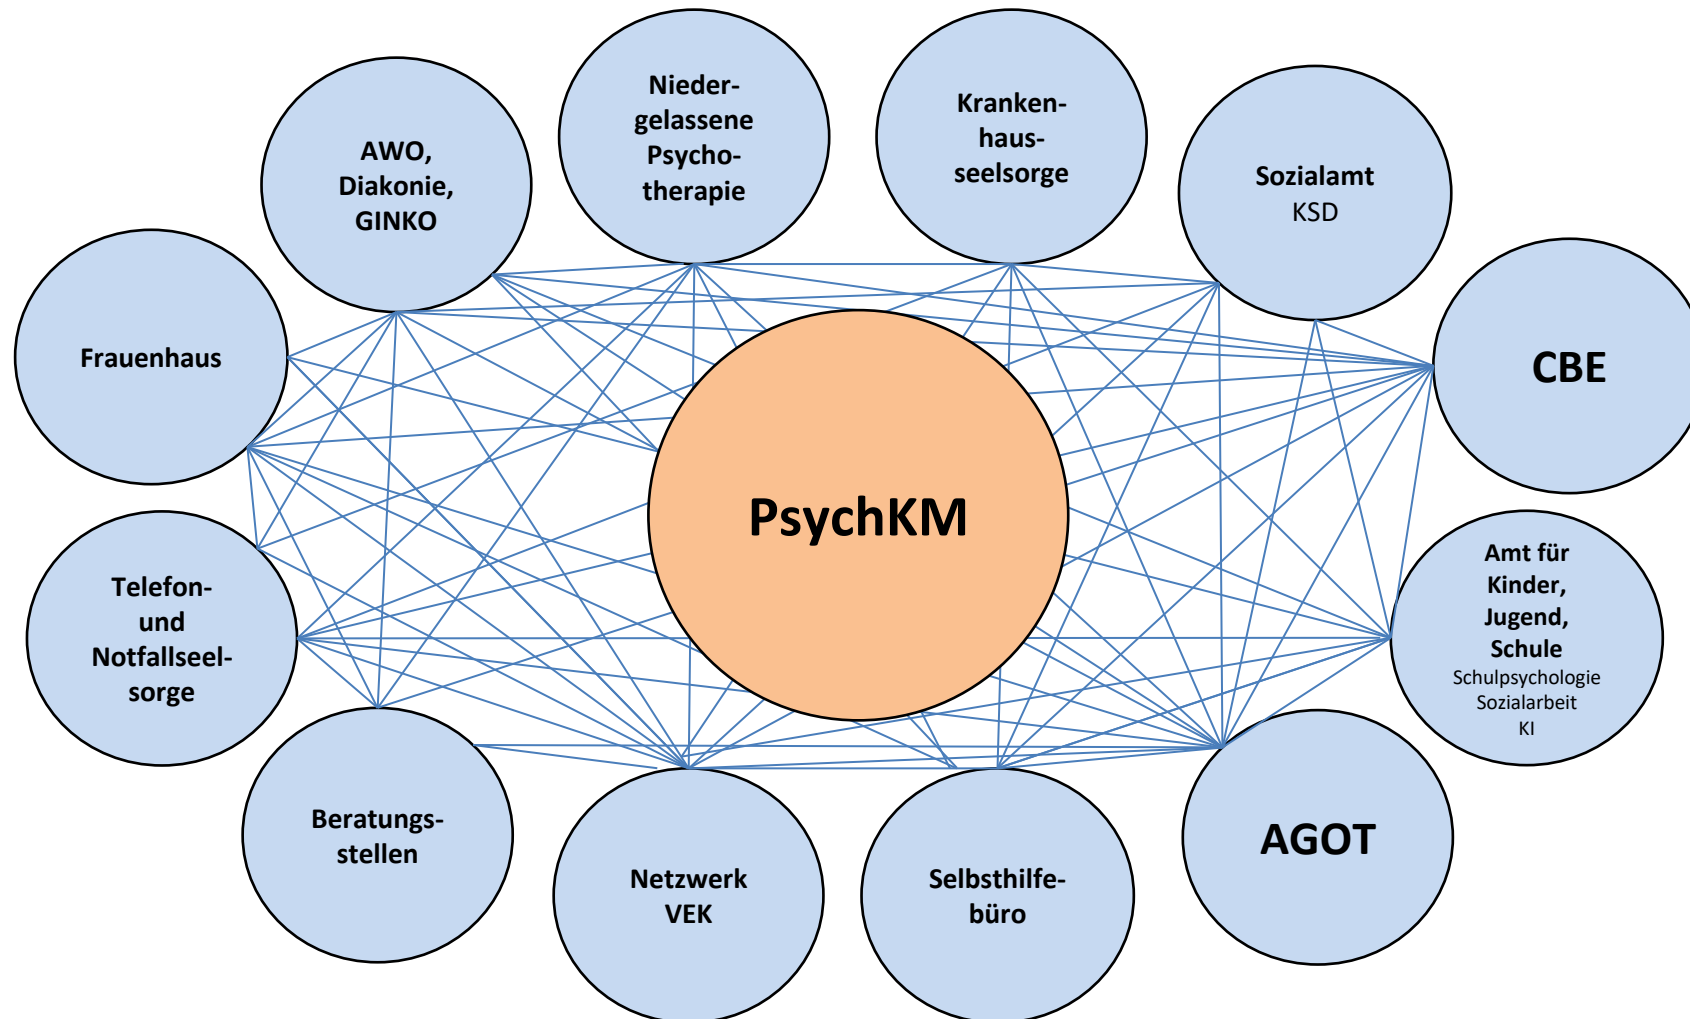 Nieder-
gelassene
Psycho-
therapie
Kranken-
haus-
seelsorge
AWO,
Diakonie,
GINKO
Sozialamt
KSD
Frauenhaus
CBE
PsychKM
Telefon-
und
Notfallseel-
sorge
Amt für
Kinder,
Jugend,
Schule
Schulpsychologie
Sozialarbeit
KI
Beratungs-
stellen
Netzwerk
VEK
Selbsthilfe-
büro
AGOT